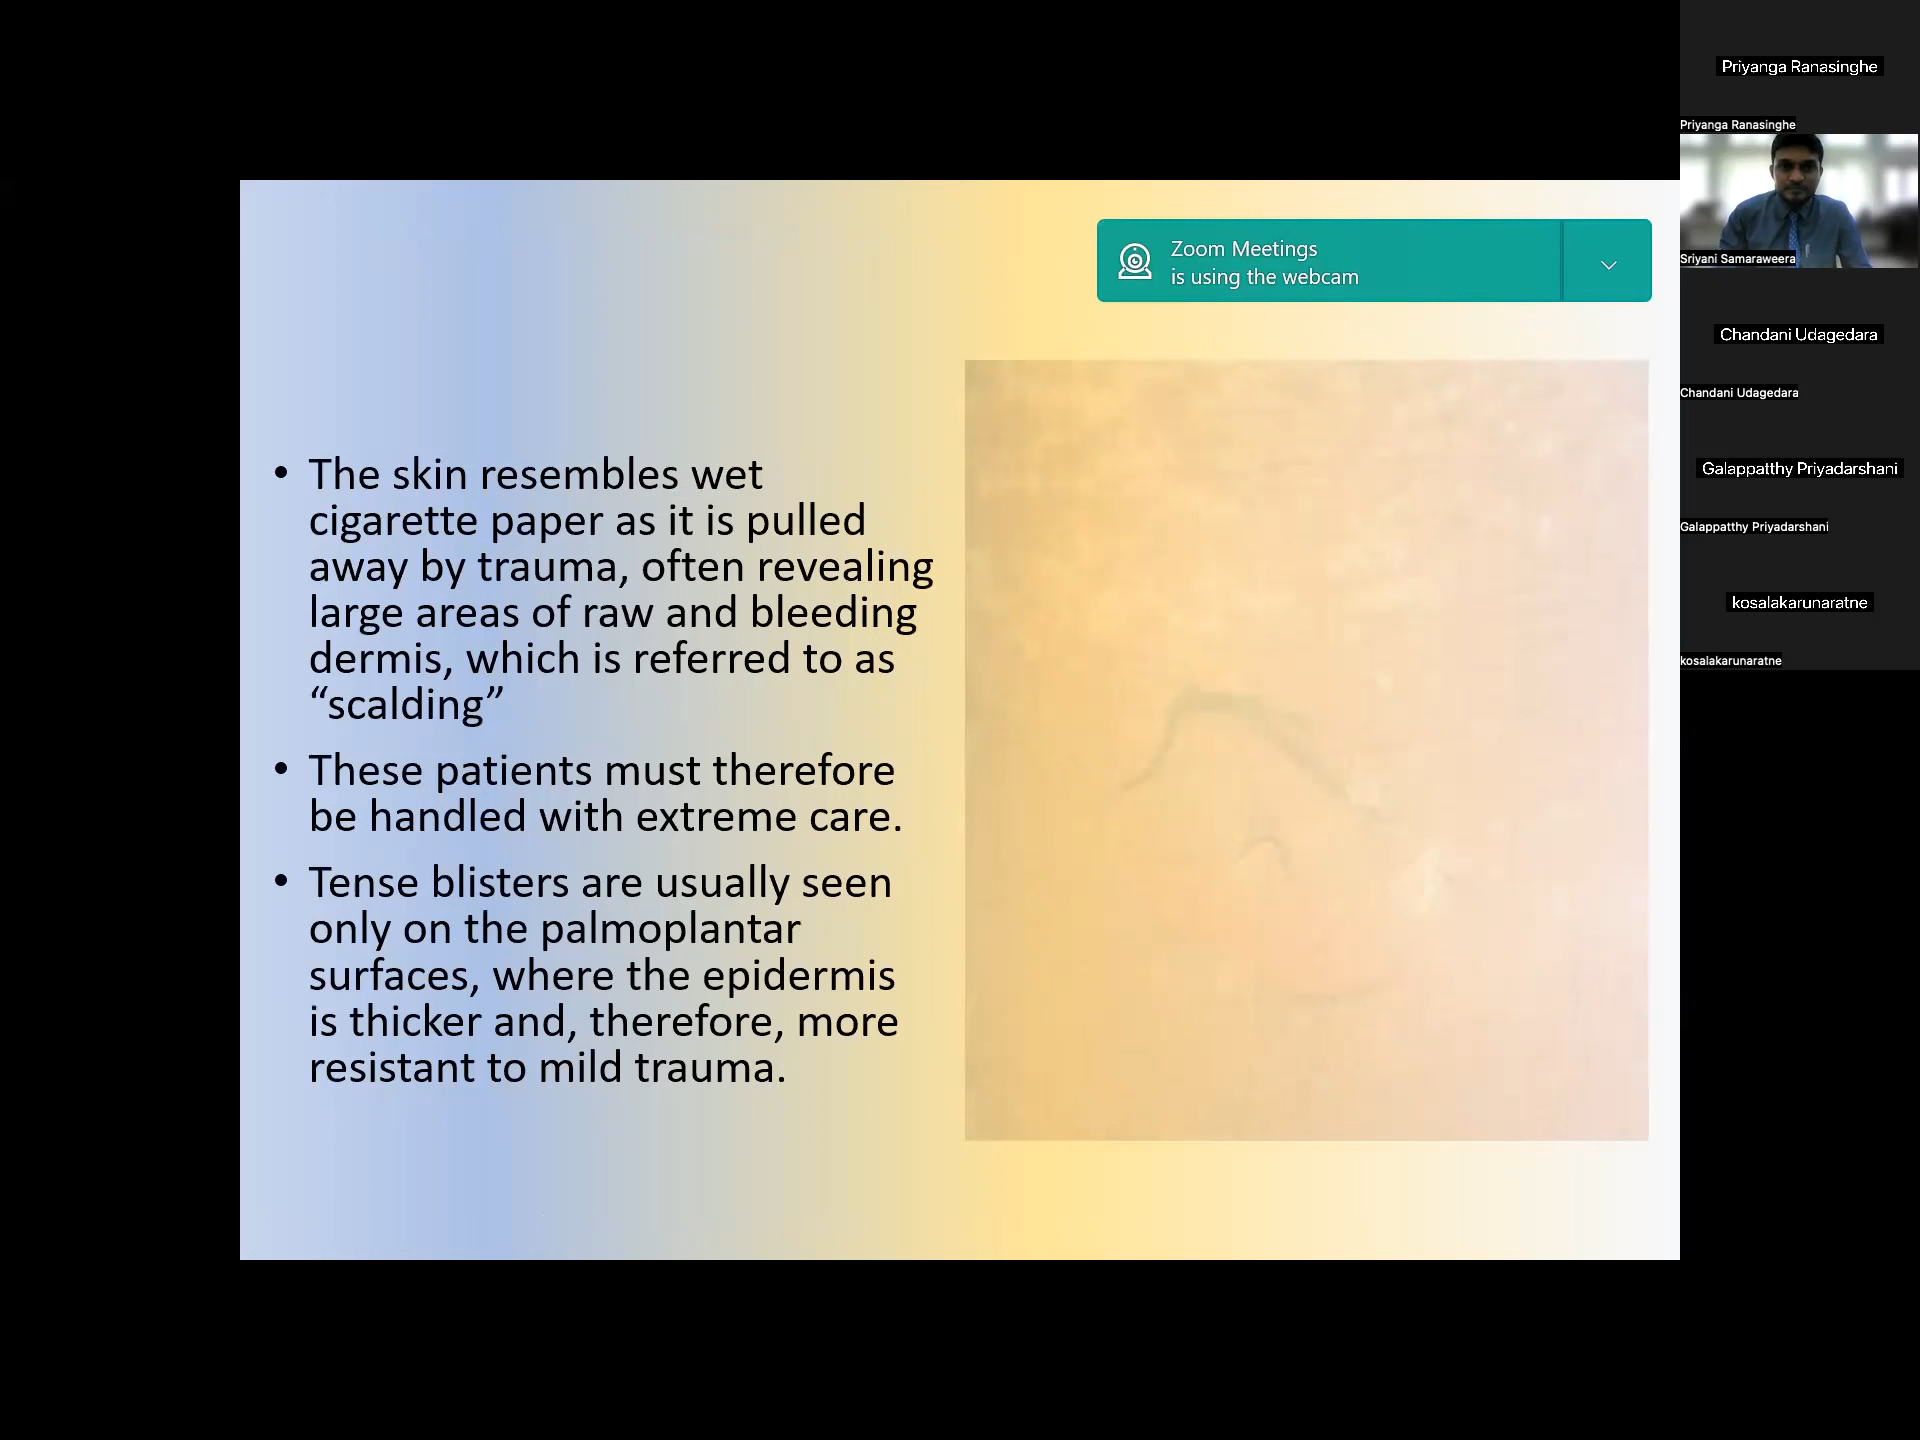 Zoom Meetings
is using the webcam
• The skin resembles wet
cigarette paper as it is pulled
away by trauma, often revealing
large areas of raw and bleeding
dermis, which is referred to as
“scalding”
• These patients must therefore
be handled with extreme care.
• Tense blisters are usually seen
only on the palmoplantar
surfaces, where the epidermis
is thicker and, therefore, more
resistant to mild trauma.
Priyanga Ranasinghe
Priyanga Ranasinghe
Sriyani Samaraweera
Chandani Udagedara
Chandani Udagedara
Galappatthy Priyadarshani
Galappatthy Priyadarshani
kosalakarunaratne
kosalakarunaratne